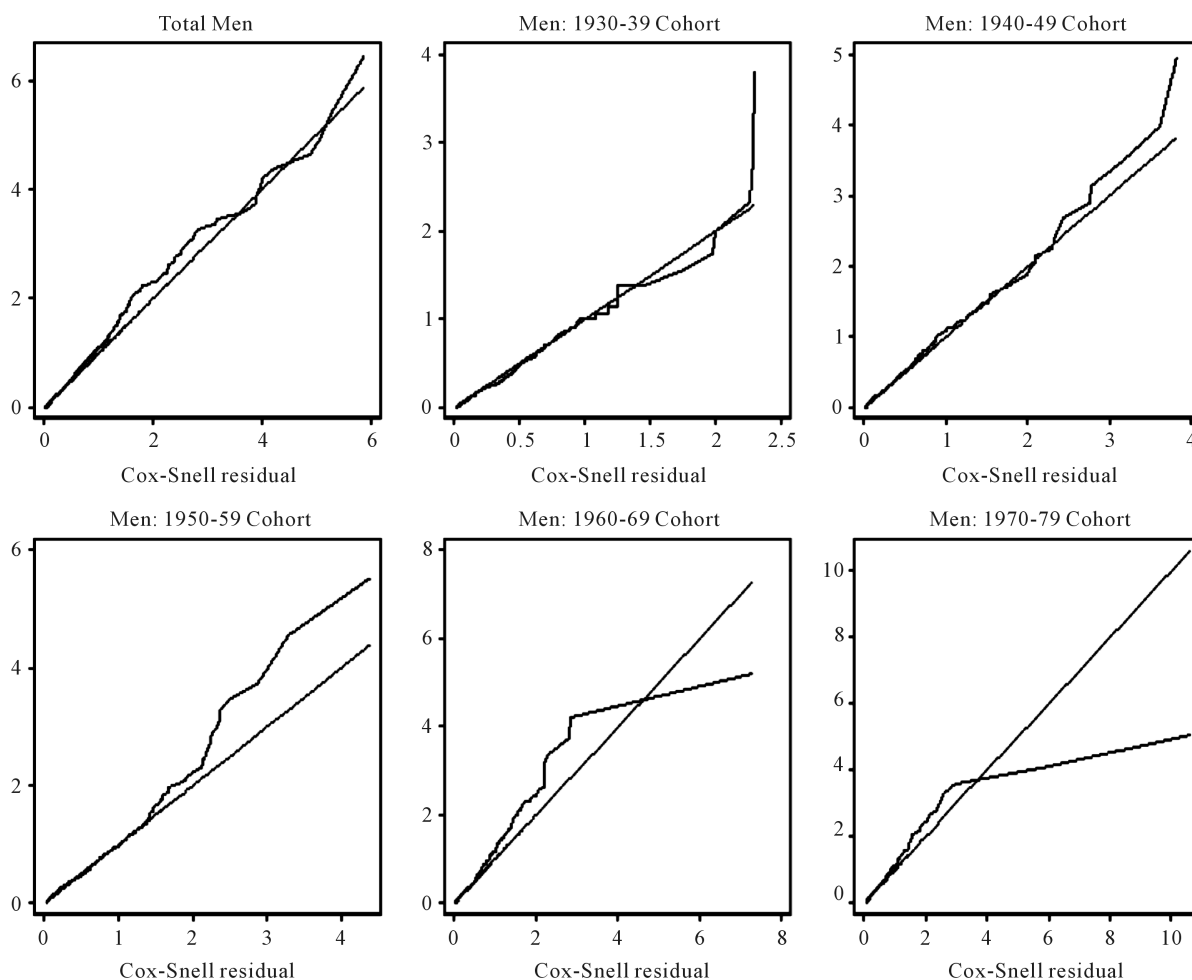 Total Men
6
4
2
0
0 2 4 6
Cox-Snell residual
Men: 1930-39 Cohort
4
3
2
1
0
0 0.5 1 1.5 2 2.5
Cox-Snell residual
Men: 1940-49 Cohort
5
4
3
2
1
0
0 1 2 3 4
Cox-Snell residual
Men: 1950-59 Cohort
6
4
2
0
0 1 2 3 4
Cox-Snell residual
Men: 1960-69 Cohort
8
6
4
2
0
0 2 4 6 8
Cox-Snell residual
Men: 1970-79 Cohort
10
8
6
4
2
0
0 2 4 6 8 10
Cox-Snell residual